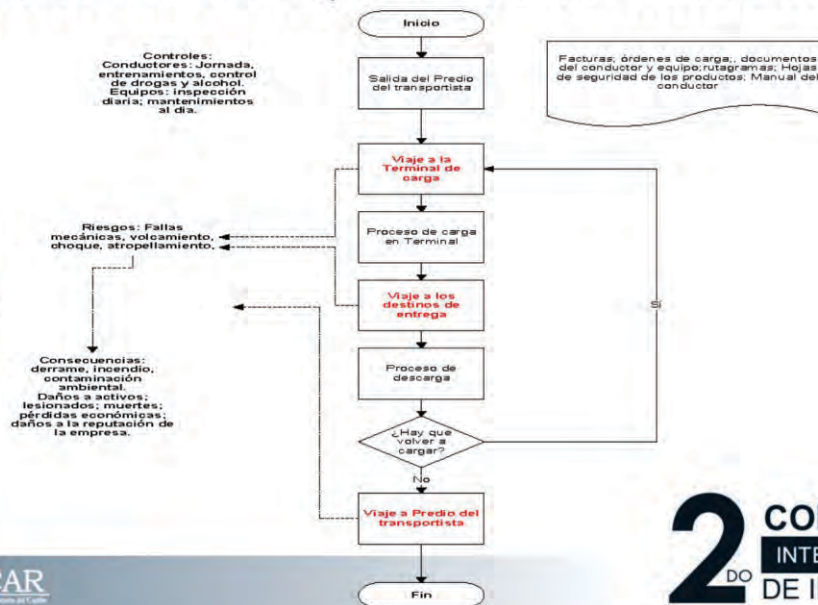 Inicio
Controles:
Conductores: Jornada,
entrenamientos, control
de drogas y alcohol.
Equipos: inspección
diaria; mantenimientos
al día.
Salida del Predio
del transportista
Facturas; órdenes de carga;, documentos
del conductor y equipo;rutagramas; Hojas
de seguridad de los productos; Manual del
conductor
Viaje a la
Terminal de
carga
Riesgos: Fallas
mecánicas, volcamiento,
choque, atropellamiento,
Proceso de carga
en Terminal
Viaje a los
destinos de
entrega
Sí
Consecuencias:
derrame, incendio,
contaminación
ambiental.
Daños a activos;
lesionados; muertes;
pérdidas económicas;
daños a la reputación de
la empresa.
Proceso de
descarga
¿Hay que
volver a
cargar?
No
Viaje a Predio del
transportista
Fin
2DO
INTE
DE I